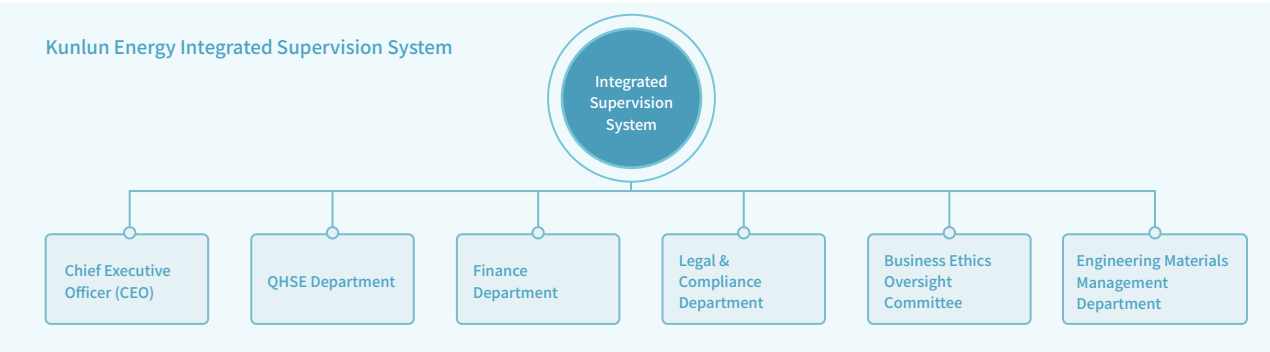 Kunlun Energy Integrated Supervision System
Integrated
Supervision
System
Chief Executive
Officer (CEO)
QHSE Department
Finance
Department
Legal &
Compliance
Department
Business Ethics
Oversight
Committee
Engineering Materials
Management
Department